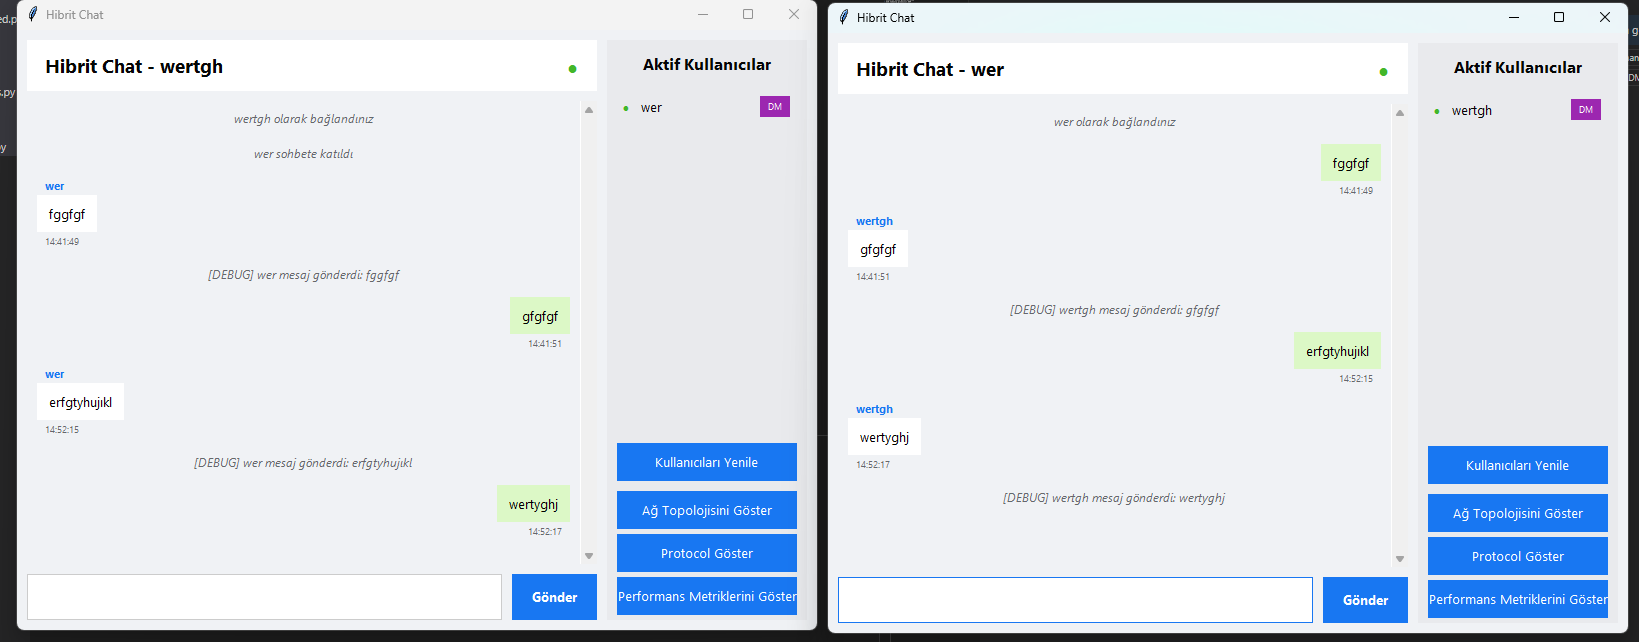 Hibrit Chat
Hibrit Chat - wertgh
wertgh olarak bağlandınız
wer sohbete katıldı
wer
fggfgf
14:41:49
[DEBUG] wer mesaj gönderdi: fggfgf
gfgfgf
14:41:51
wer
erfgtyhujıkl
14:52:15
[DEBUG] wer mesaj gönderdi: erfgtyhujıkl
wertyghj
14:52:17
Gönder
Aktif Kullanıcılar
wer DM
Kullanıcıları Yenile
Ağ Topolojisini Göster
Protocol Göster
Performans Metriklerini Göster
Hibrit Chat
Hibrit Chat - wer
wer olarak bağlandınız
fggfgf
14:41:49
wertgh
gfgfgf
14:41:51
[DEBUG] wertgh mesaj gönderdi: gfgfgf
erfgtyhujıkl
14:52:15
wertgh
wertyghj
14:52:17
[DEBUG] wertgh mesaj gönderdi: wertyghj
Gönder
Aktif Kullanıcılar
wertgh DM
Kullanıcıları Yenile
Ağ Topolojisini Göster
Protocol Göster
Performans Metriklerini Göster